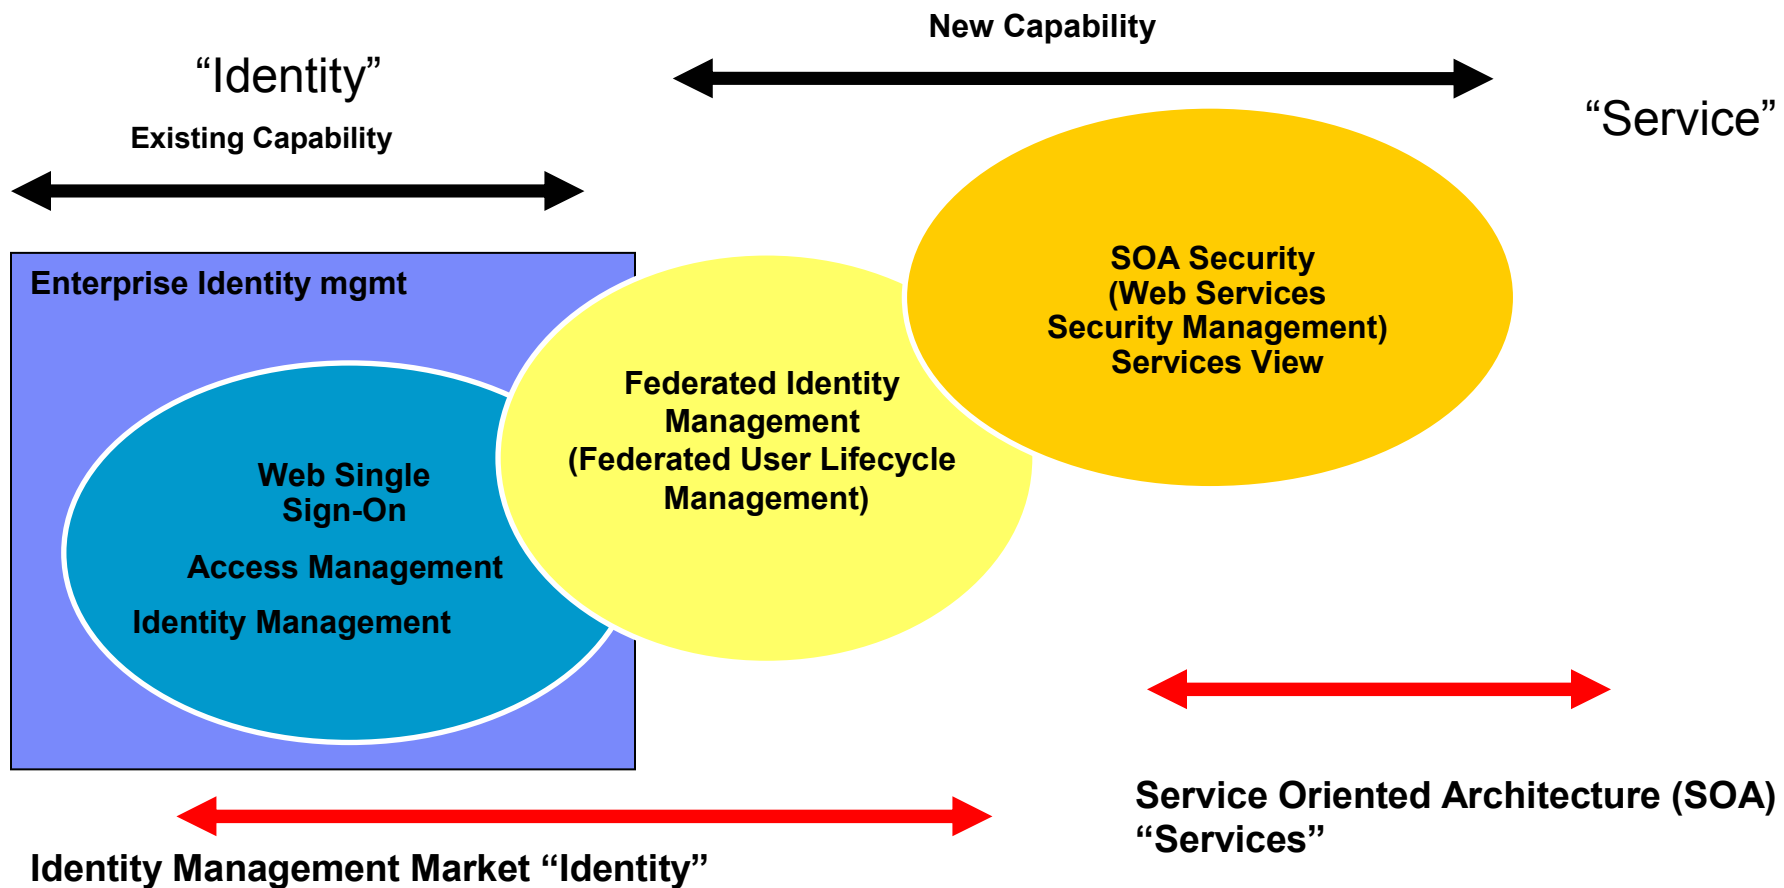 New Capability
“Identity”
“Service”
Existing Capability
Enterprise Identity mgmt
SOA Security
(Web Services
Security Management)
Services View
Federated Identity
Management
(Federated User Lifecycle
Management)
Web Single
Sign-On
Access Management
Identity Management
Service Oriented Architecture (SOA)
“Services”
Identity Management Market “Identity”